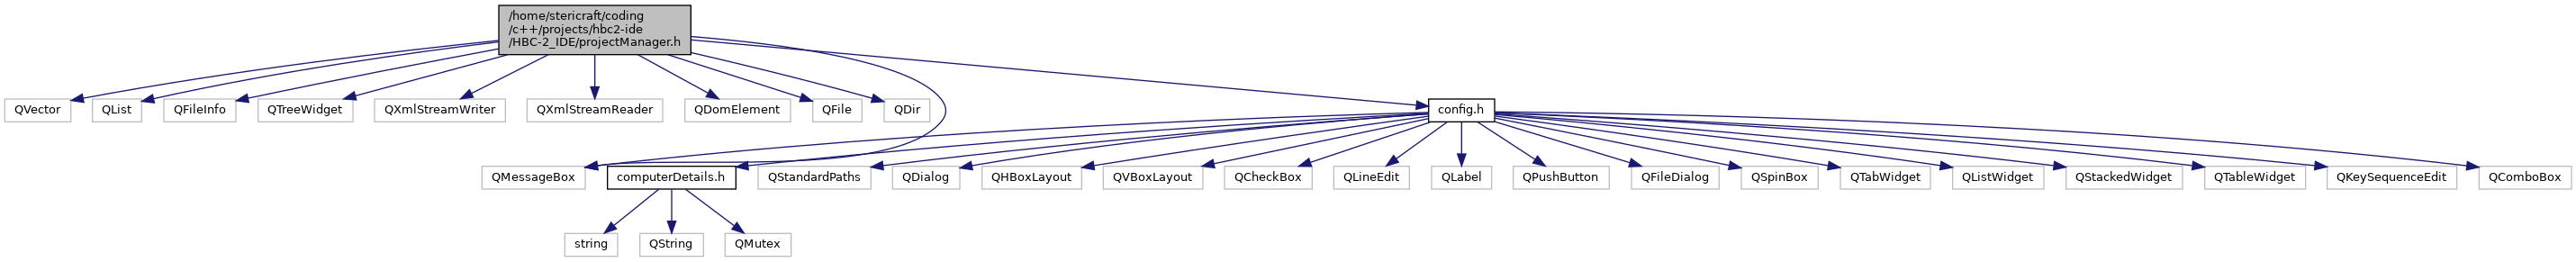 /home/stericraft/coding
/c++/projects/hbc2-ide
/HBC-2_IDE/projectManager.h
QVector
QList
QFileInfo
QTreeWidget
QXmlStreamWriter
QXmlStreamReader
QDomElement
QFile
QDir
config.h
QMessageBox
computerDetails.h
QStandardPaths
QDialog
QHBoxLayout
QVBoxLayout
QCheckBox
QLineEdit
QLabel
QPushButton
QFileDialog
QSpinBox
QTabWidget
QListWidget
QStackedWidget
QTableWidget
QKeySequenceEdit
QComboBox
string
QString
QMutex